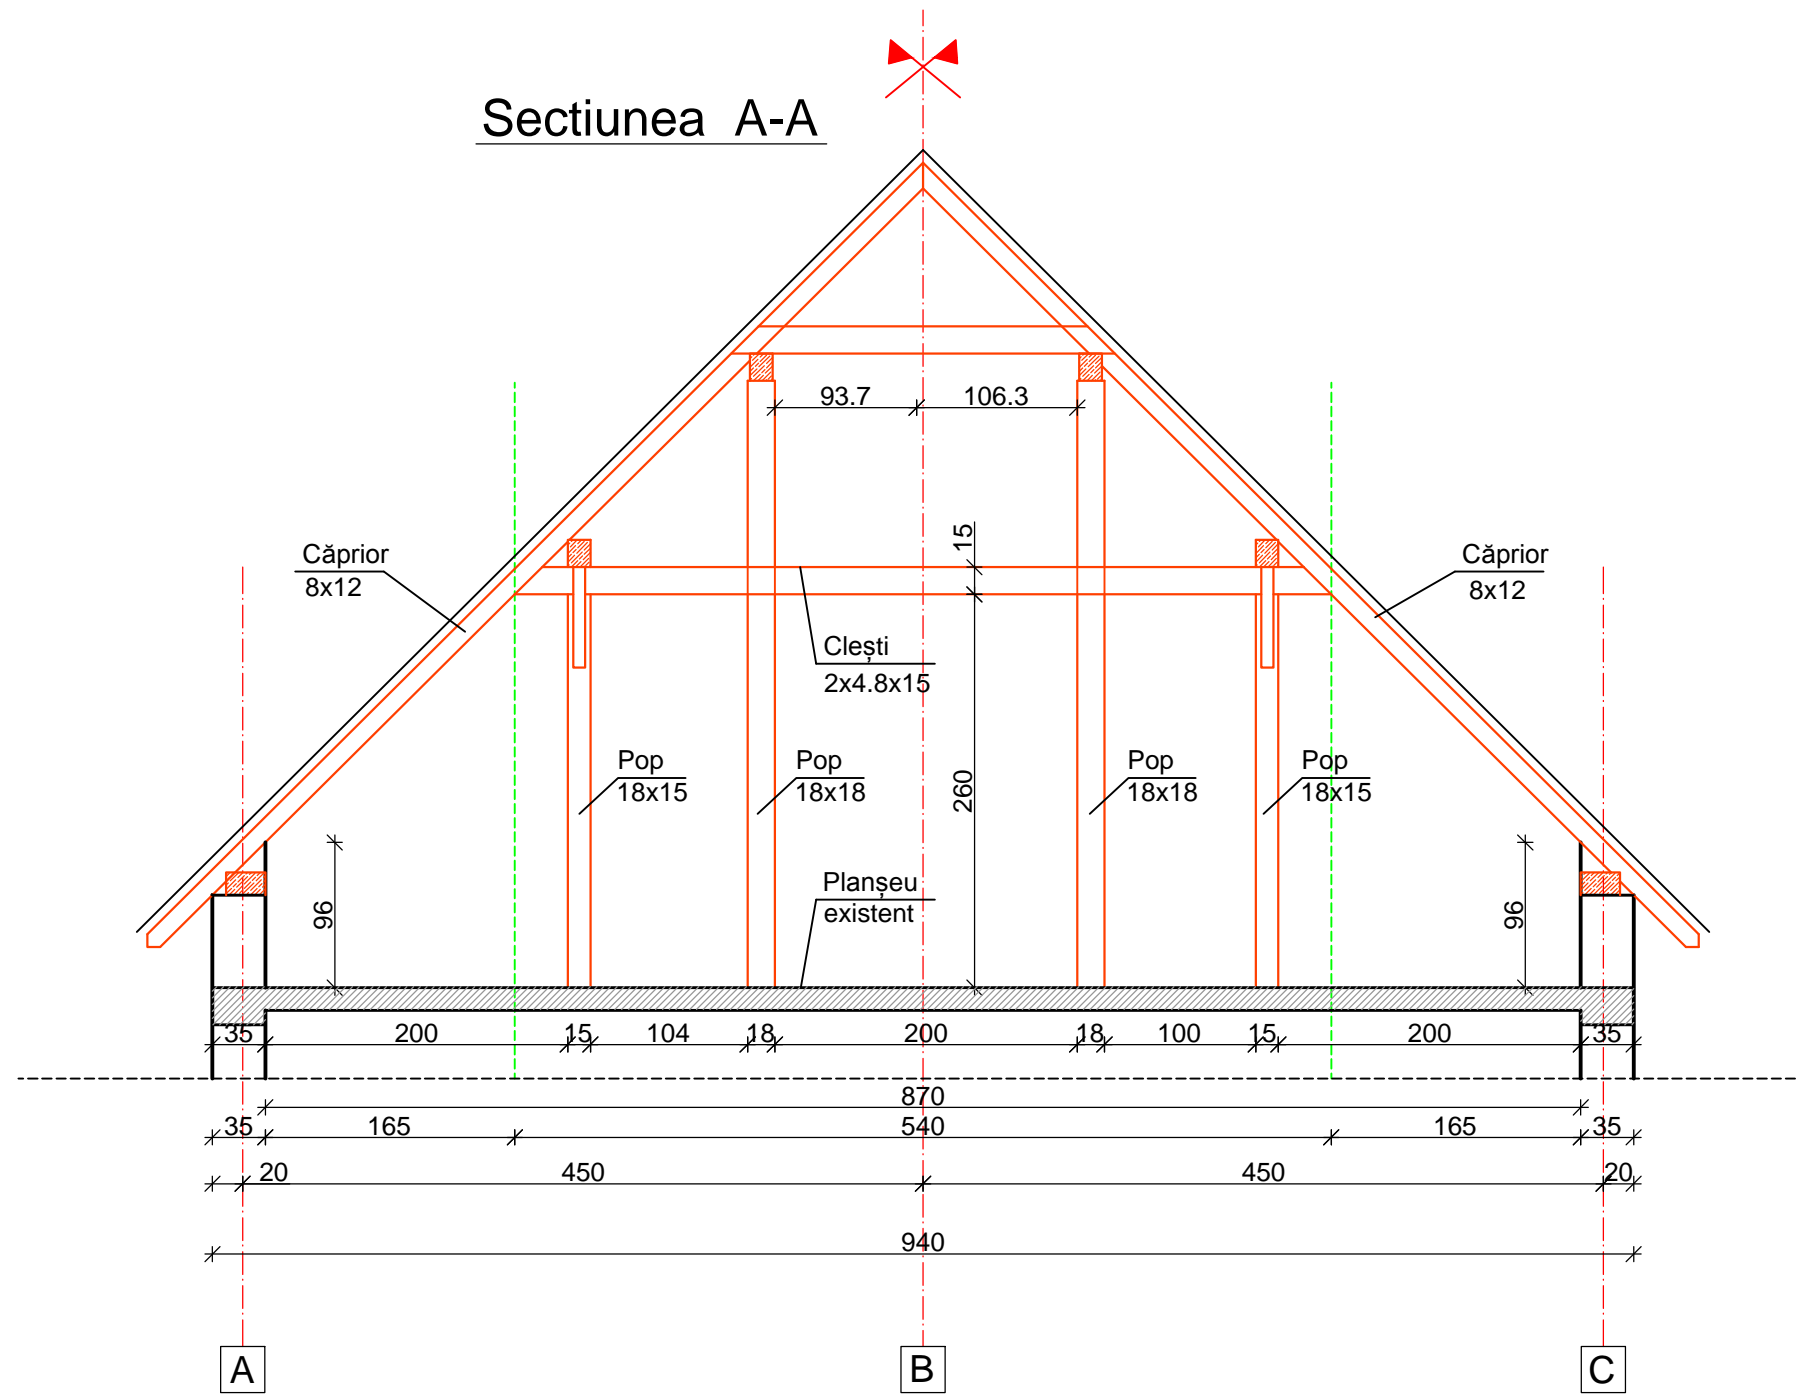 Sectiunea A-A
93.7
106.3
15
Căprior
8x12
Căprior
8x12
Clești
2x4.8x15
Pop
18x15
Pop
18x18
260
Pop
18x18
Pop
18x15
96
Planșeu
existent
96
35
200
15
104
18
200
18
100
15
200
35
870
35
165
540
165
35
20
450
450
20
940
A
B
C